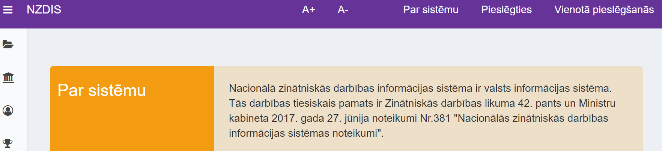 NZDIS A+ A- Par sistēmu Pieslēgties Vienotā pieslēgšanās
Par sistēmu
Nacionālā zinātniskās darbības informācijas sistēma ir valsts informācijas sistēma.
Tās darbības tiesiskais pamats ir Zinātniskās darbības likuma 42. pants un Ministru
kabineta 2017. gada 27. jūnija noteikumi Nr.381 "Nacionālās zinātniskās darbības
informācijas sistēmas noteikumi".